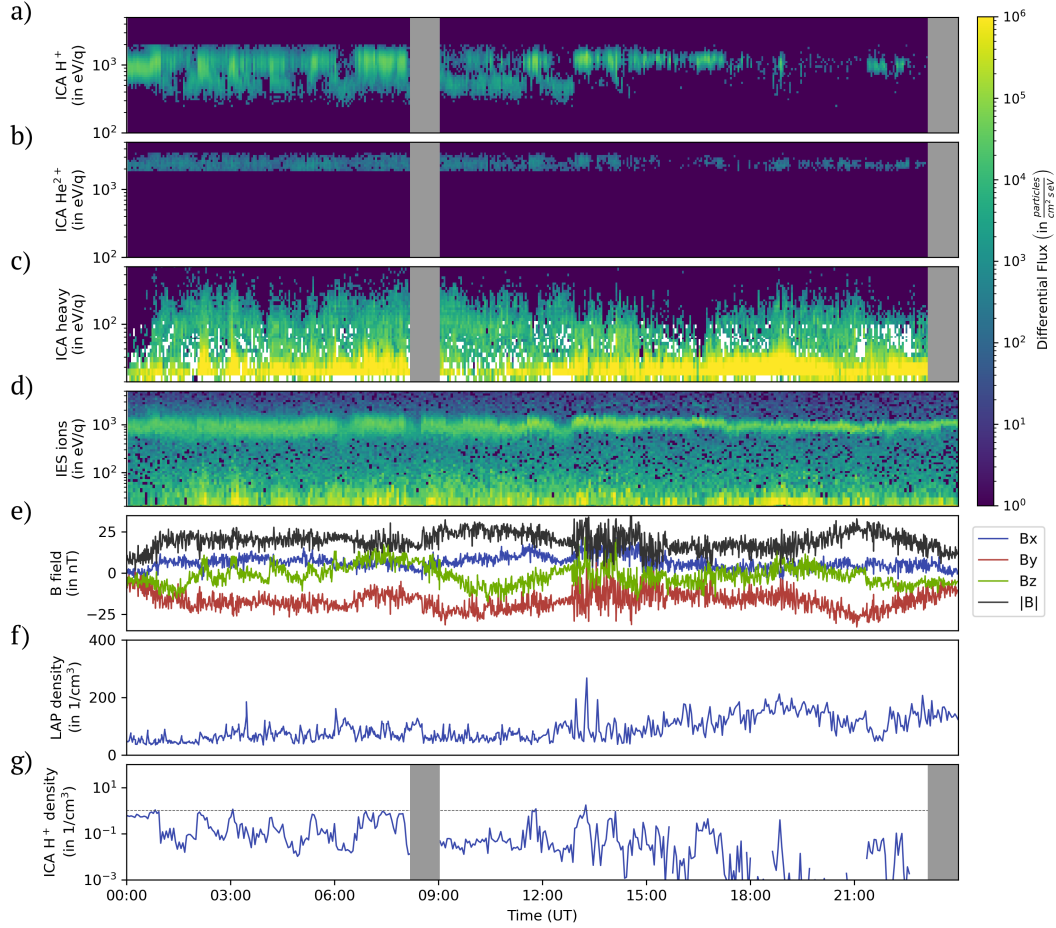 a)
ICA H⁺
(in eV/q)
10³
10²
b)
ICA He²⁺
(in eV/q)
10³
10²
c)
ICA heavy
(in eV/q)
10²
d)
IES ions
(in eV/q)
10³
10²
e)
B field
(in nT)
25
0
−25
f)
LAP density
(in 1/cm³)
400
200
0
g)
ICA H⁺ density
(in 1/cm³)
10¹
10⁻¹
10⁻³
00:00 03:00 06:00 09:00 12:00 15:00 18:00 21:00
Time (UT)
10⁶
10⁵
10⁴
10³
10²
10¹
10⁰
Differential Flux (in particles/cm² s eV)
Bx
By
Bz
|B|